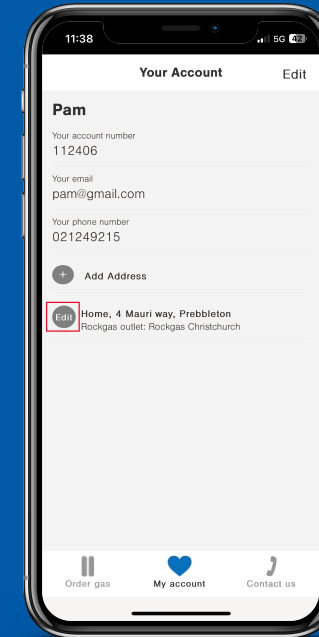 11:38 5G 42
Your Account Edit
Pam
Your account number
112406
Your email
pam@gmail.com
Your phone number
021249215
+ Add Address
Edit Home, 4 Mauri way, Prebbleton
Rockgas outlet: Rockgas Christchurch
Order gas My account Contact us